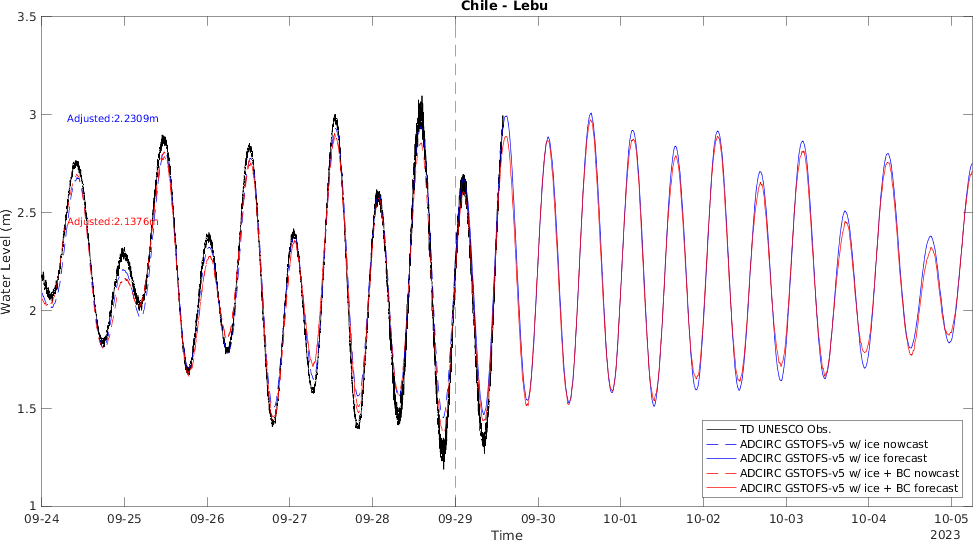 Chile - Lebu
3.5
3
2.5
2
1.5
1
Water Level (m)
Adjusted:2.2309m
Adjusted:2.1376m
TD UNESCO Obs.
ADCIRC GSTOFS-v5 w/ ice nowcast
ADCIRC GSTOFS-v5 w/ ice forecast
ADCIRC GSTOFS-v5 w/ ice + BC nowcast
ADCIRC GSTOFS-v5 w/ ice + BC forecast
09-24 09-25 09-26 09-27 09-28 09-29 09-30 10-01 10-02 10-03 10-04 10-05
2023
Time